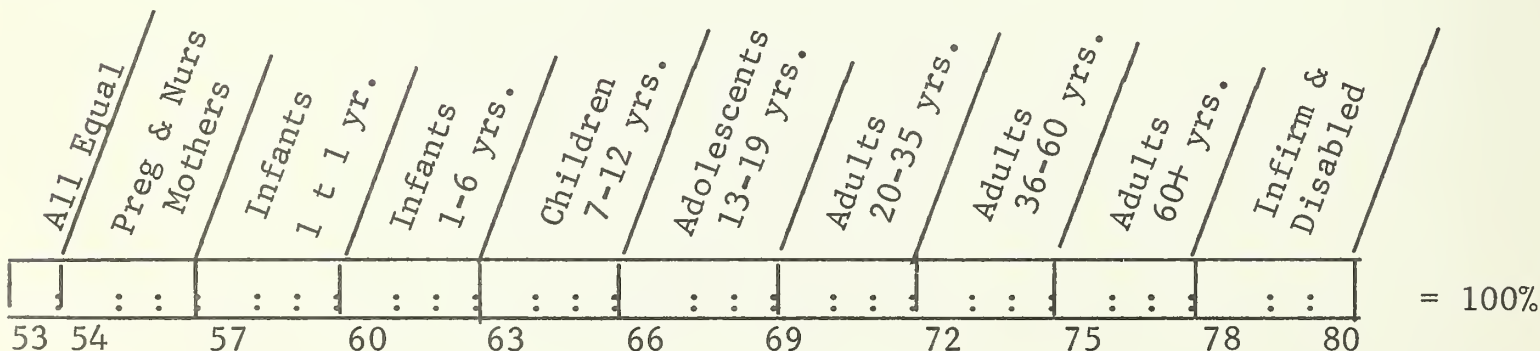 All Equal
Preg & Nurs
Mothers
Infants
l t 1 yr.
Infants
1-6 yrs.
Children
7-12 yrs.
Adolescents
13-19 yrs.
Adults
20-35 yrs.
Adults
36-60 yrs.
Adults
60+ yrs.
Infirm &
Disabled
= 100%
53 54 57 60 63 66 69 72 75 78 80